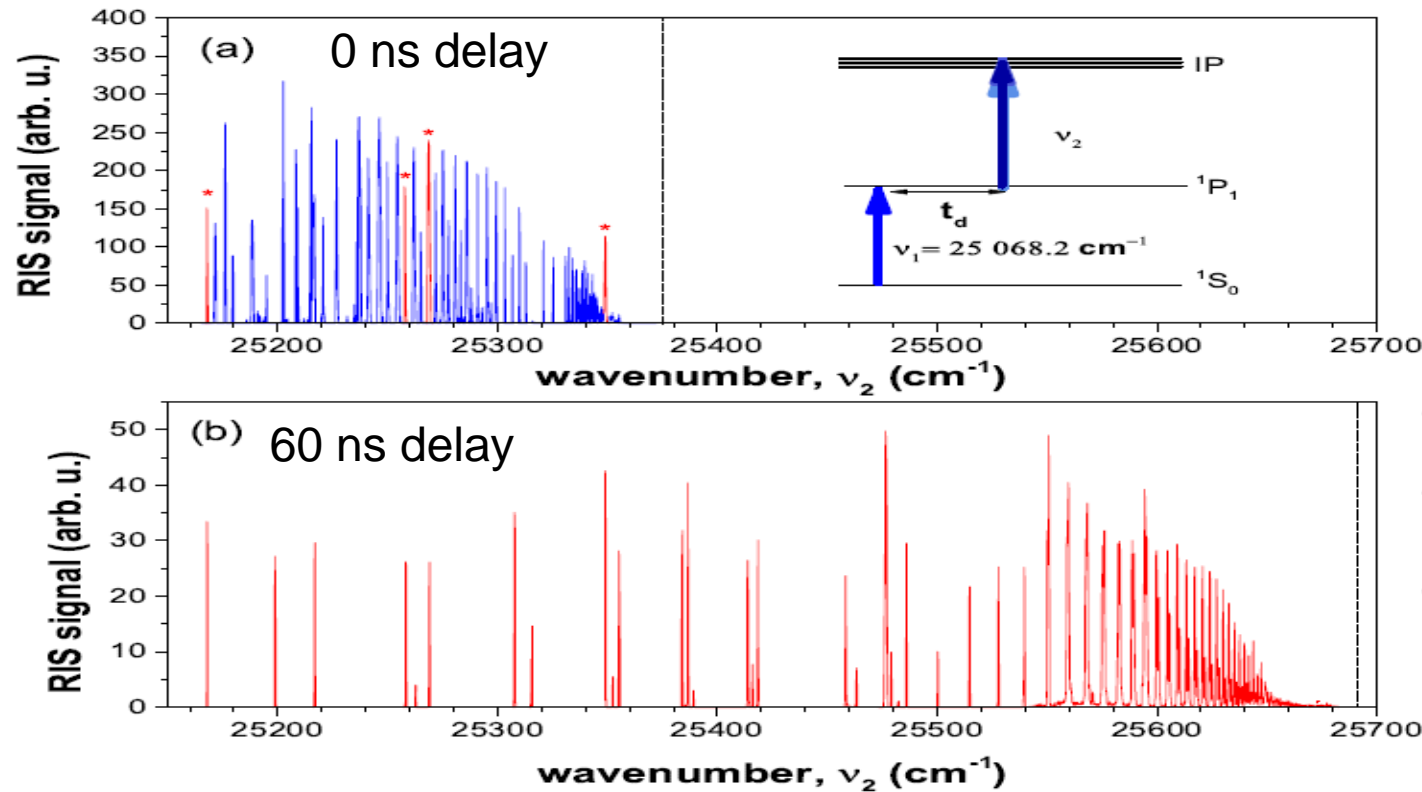 (a) 0 ns delay
RIS signal (arb. u.)
400
350
300
250
200
150
100
50
0
* * * *
IP
ν₂
¹P₁
t_d
ν₁= 25 068.2 cm⁻¹
¹S₀
25200 25300 25400 25500 25600 25700
wavenumber, ν₂ (cm⁻¹)
(b) 60 ns delay
RIS signal (arb. u.)
50
40
30
20
10
0
25200 25300 25400 25500 25600 25700
wavenumber, ν₂ (cm⁻¹)